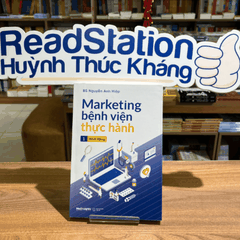 ReadStation
Huỳnh Thúc Kháng
Marketing
bệnh viện
thực hành